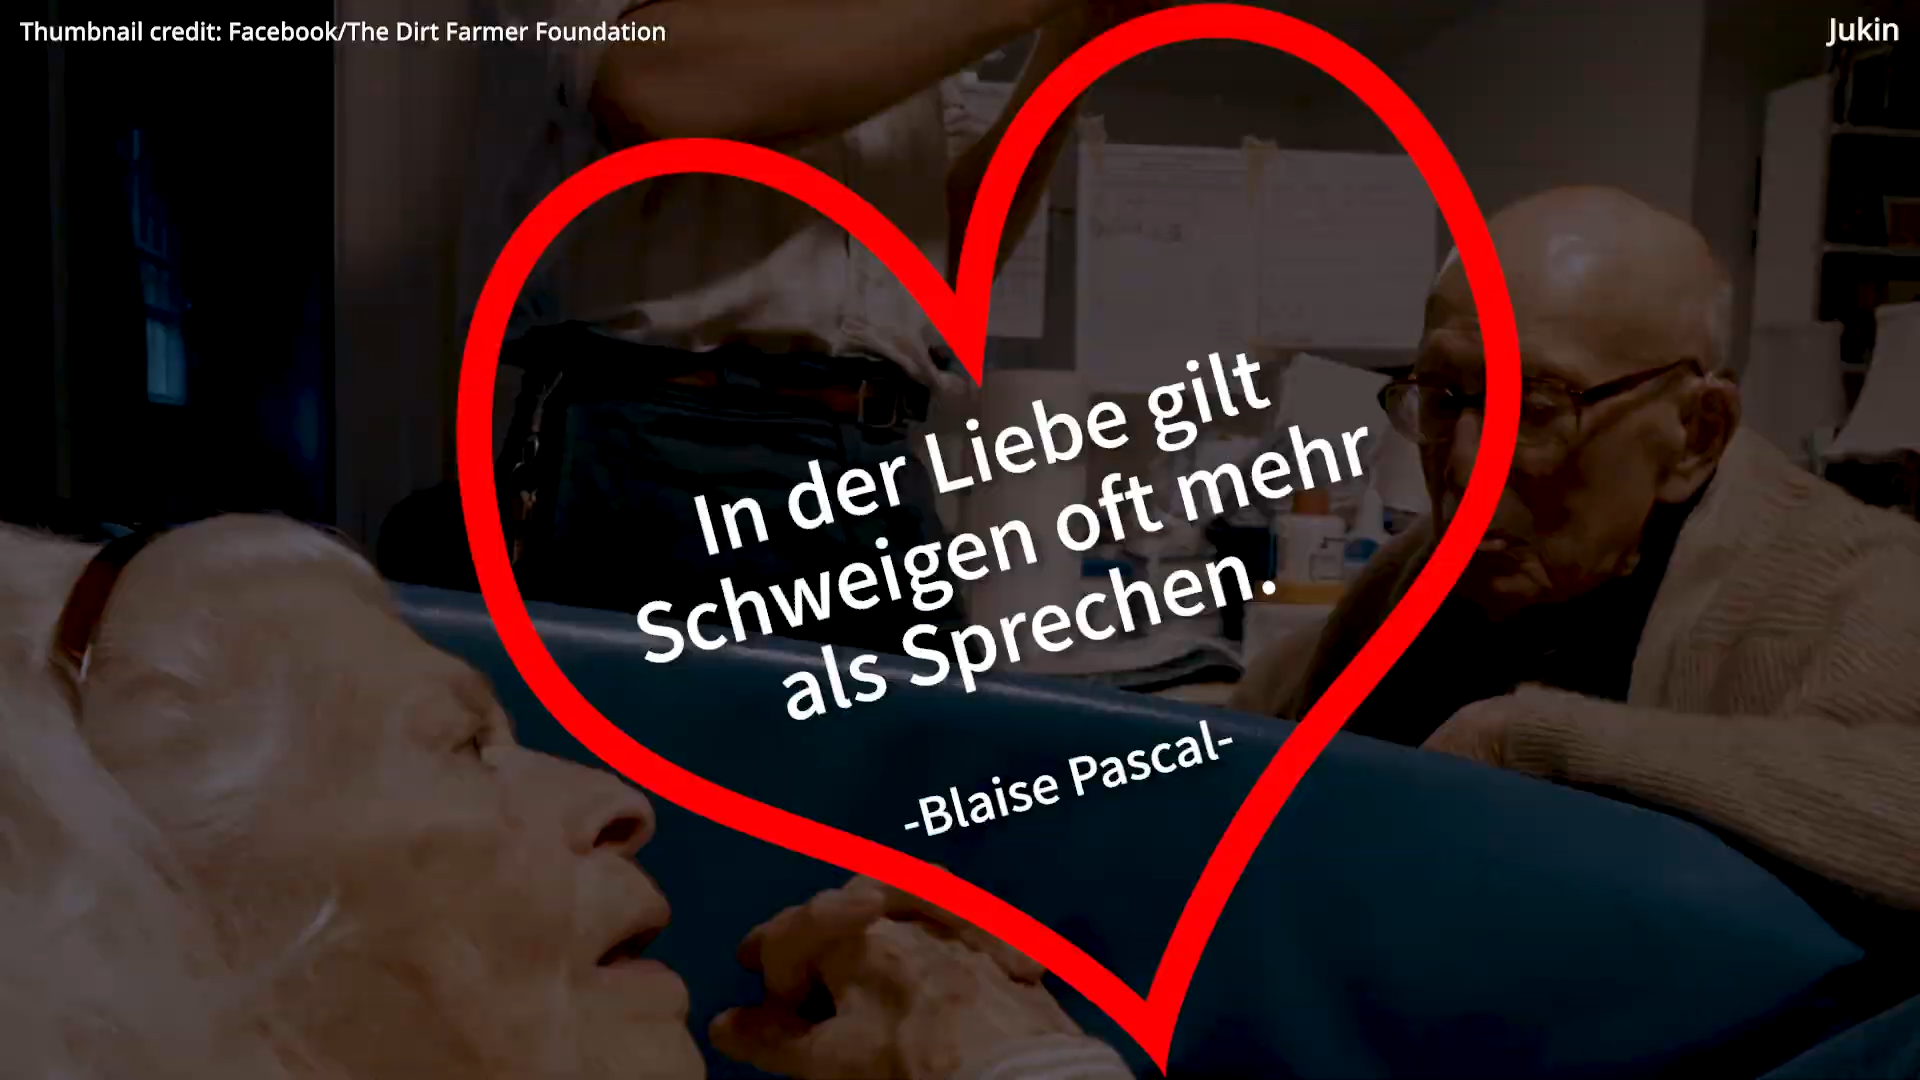 Thumbnail credit: Facebook/The Dirt Farmer Foundation
Jukin
In der Liebe gilt
Schweigen oft mehr
als Sprechen.
-Blaise Pascal-